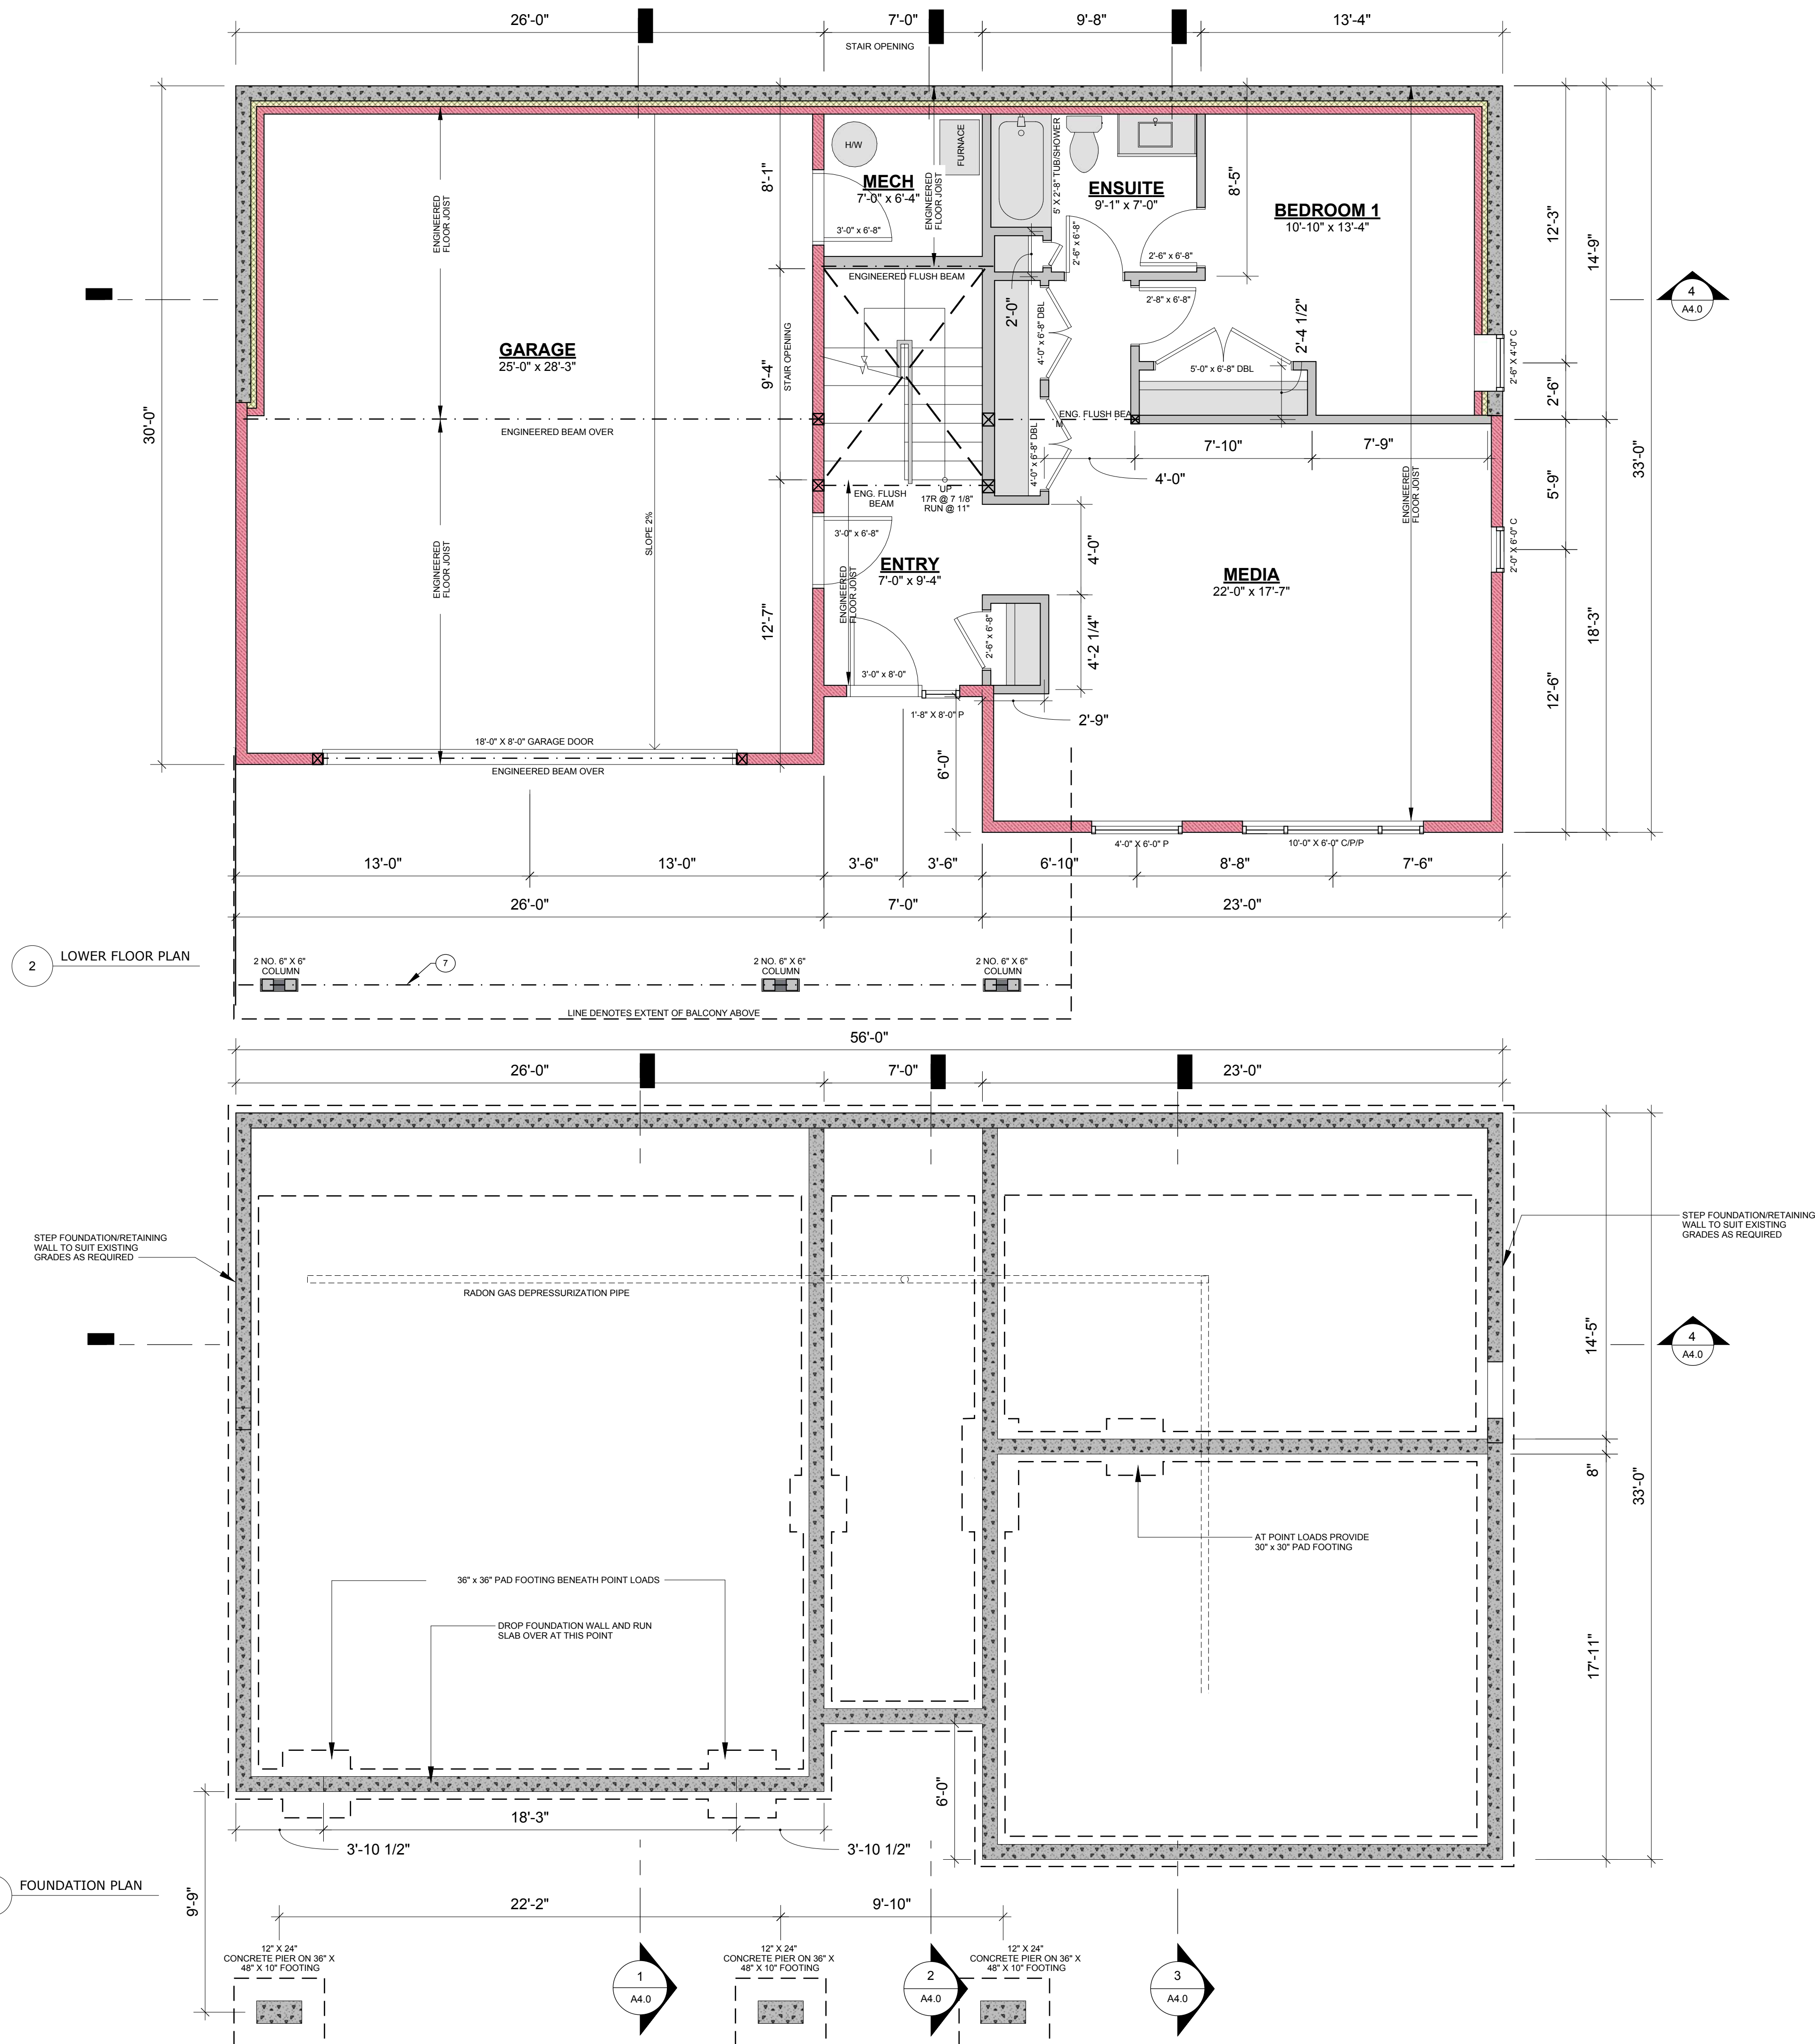 26'-0"
7'-0"
9'-8"
13'-4"
STAIR OPENING
H/W
FURNACE
MECH
7'-0" x 6'-4"
3'-0" x 6'-8"
ENGINEERED
FLOOR JOIST
8'-1"
5' X 2'-8" TUB/SHOWER
ENSUITE
9'-1" x 7'-0"
2'-6" x 6'-8"
2'-6" x 6'-8"
8'-5"
BEDROOM 1
10'-10" x 13'-4"
12'-3"
14'-9"
ENGINEERED
FLOOR JOIST
ENGINEERED FLUSH BEAM
2'-0"
2'-8" x 6'-8"
4'-0" x 6'-8" DBL
2'-4 1/2"
5'-0" x 6'-8" DBL
2'-6" X 4'-0" C
4
A4.0
GARAGE
25'-0" x 28'-3"
9'-4"
STAIR OPENING
2'-6"
30'-0"
33'-0"
ENGINEERED BEAM OVER
ENG. FLUSH BEA
M
4'-0" x 6'-8" DBL
7'-10"
7'-9"
4'-0"
ENG. FLUSH
BEAM
UP
17R @ 7 1/8"
RUN @ 11"
ENGINEERED
FLOOR JOIST
5'-9"
2'-0" X 6'-0" C
SLOPE 2%
3'-0" x 6'-8"
ENGINEERED
FLOOR JOIST
ENTRY
7'-0" x 9'-4"
4'-0"
MEDIA
22'-0" x 17'-7"
ENGINEERED
FLOOR JOIST
12'-7"
2'-6" x 6'-8"
4'-2 1/4"
18'-3"
12'-6"
3'-0" x 8'-0"
1'-8" X 8'-0" P
2'-9"
18'-0" X 8'-0" GARAGE DOOR
ENGINEERED BEAM OVER
6'-0"
4'-0" X 6'-0" P
10'-0" X 6'-0" C/P/P
13'-0"
13'-0"
3'-6"
3'-6"
6'-10"
8'-8"
7'-6"
26'-0"
7'-0"
23'-0"
2
LOWER FLOOR PLAN
2 NO. 6" X 6"
COLUMN
7
2 NO. 6" X 6"
COLUMN
2 NO. 6" X 6"
COLUMN
LINE DENOTES EXTENT OF BALCONY ABOVE
56'-0"
26'-0"
7'-0"
23'-0"
STEP FOUNDATION/RETAINING
WALL TO SUIT EXISTING
GRADES AS REQUIRED
STEP FOUNDATION/RETAINING
WALL TO SUIT EXISTING
GRADES AS REQUIRED
RADON GAS DEPRESSURIZATION PIPE
14'-5"
4
A4.0
8"
33'-0"
AT POINT LOADS PROVIDE
30" x 30" PAD FOOTING
36" x 36" PAD FOOTING BENEATH POINT LOADS
DROP FOUNDATION WALL AND RUN
SLAB OVER AT THIS POINT
17'-11"
6'-0"
18'-3"
3'-10 1/2"
3'-10 1/2"
FOUNDATION PLAN
9'-9"
22'-2"
9'-10"
12" X 24"
CONCRETE PIER ON 36" X
48" X 10" FOOTING
12" X 24"
CONCRETE PIER ON 36" X
48" X 10" FOOTING
12" X 24"
CONCRETE PIER ON 36" X
48" X 10" FOOTING
1
A4.0
2
A4.0
3
A4.0